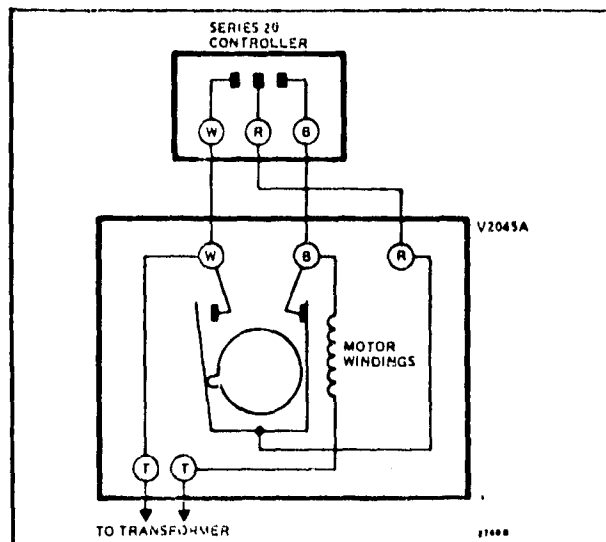 SERIES 20
CONTROLLER
W R B
V2045A
W B R
MOTOR
WINDINGS
T T
TO TRANSFORMER